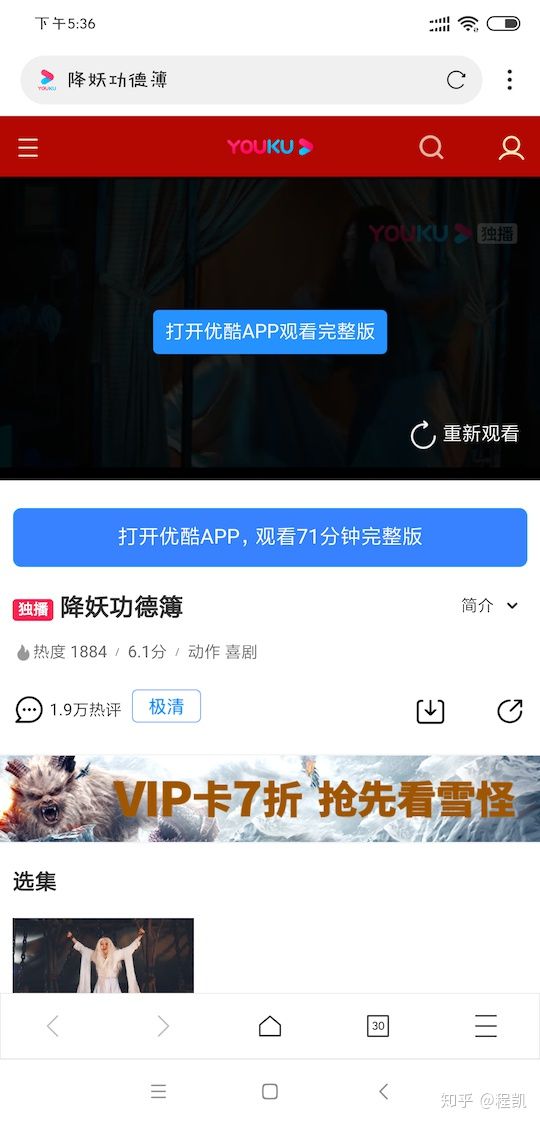 下午5:36
YOUKU 降妖功德簿
YOUKU
YOUKU 独播
打开优酷APP观看完整版
重新观看
打开优酷APP，观看71分钟完整版
独播 降妖功德簿 简介
热度 1884 / 6.1分 / 动作 喜剧
1.9万热评 极清
VIP卡7折 抢先看雪怪
选集
30
知乎 @程凯